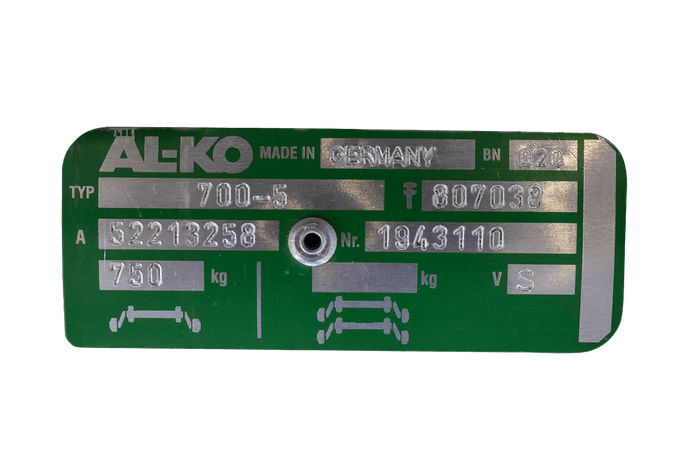 AL-KO MADE IN GERMANY BN 020
TYP 700-5 807038
A 52213258 Nr. 1943110
750 kg kg V S